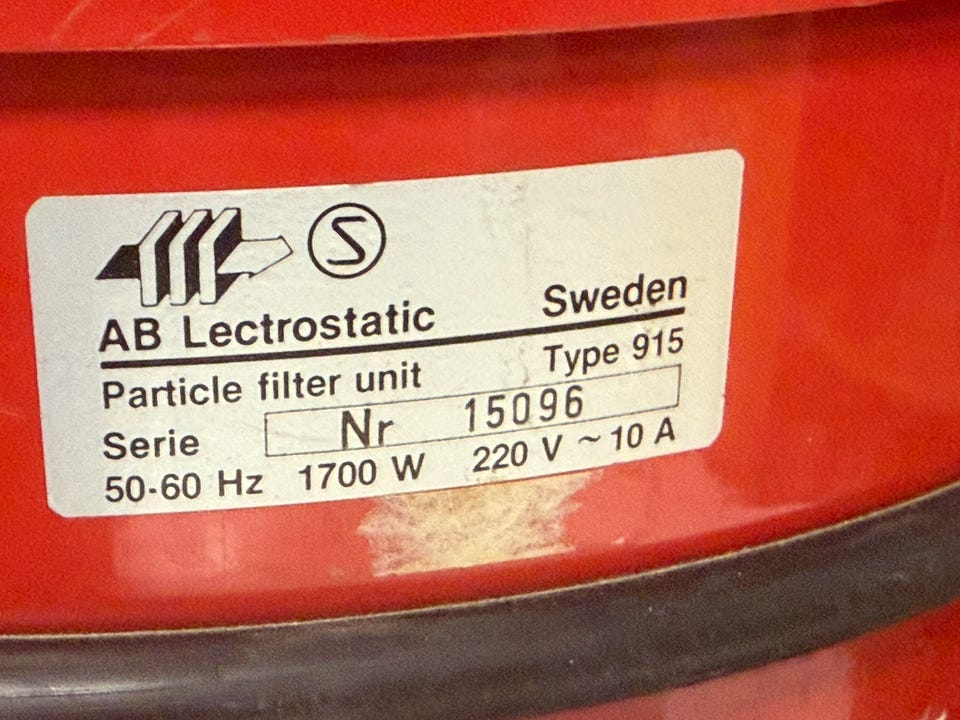 S
AB Lectrostatic Sweden
Particle filter unit Type 915
Serie Nr 15096
50-60 Hz 1700 W 220 V ~ 10 A